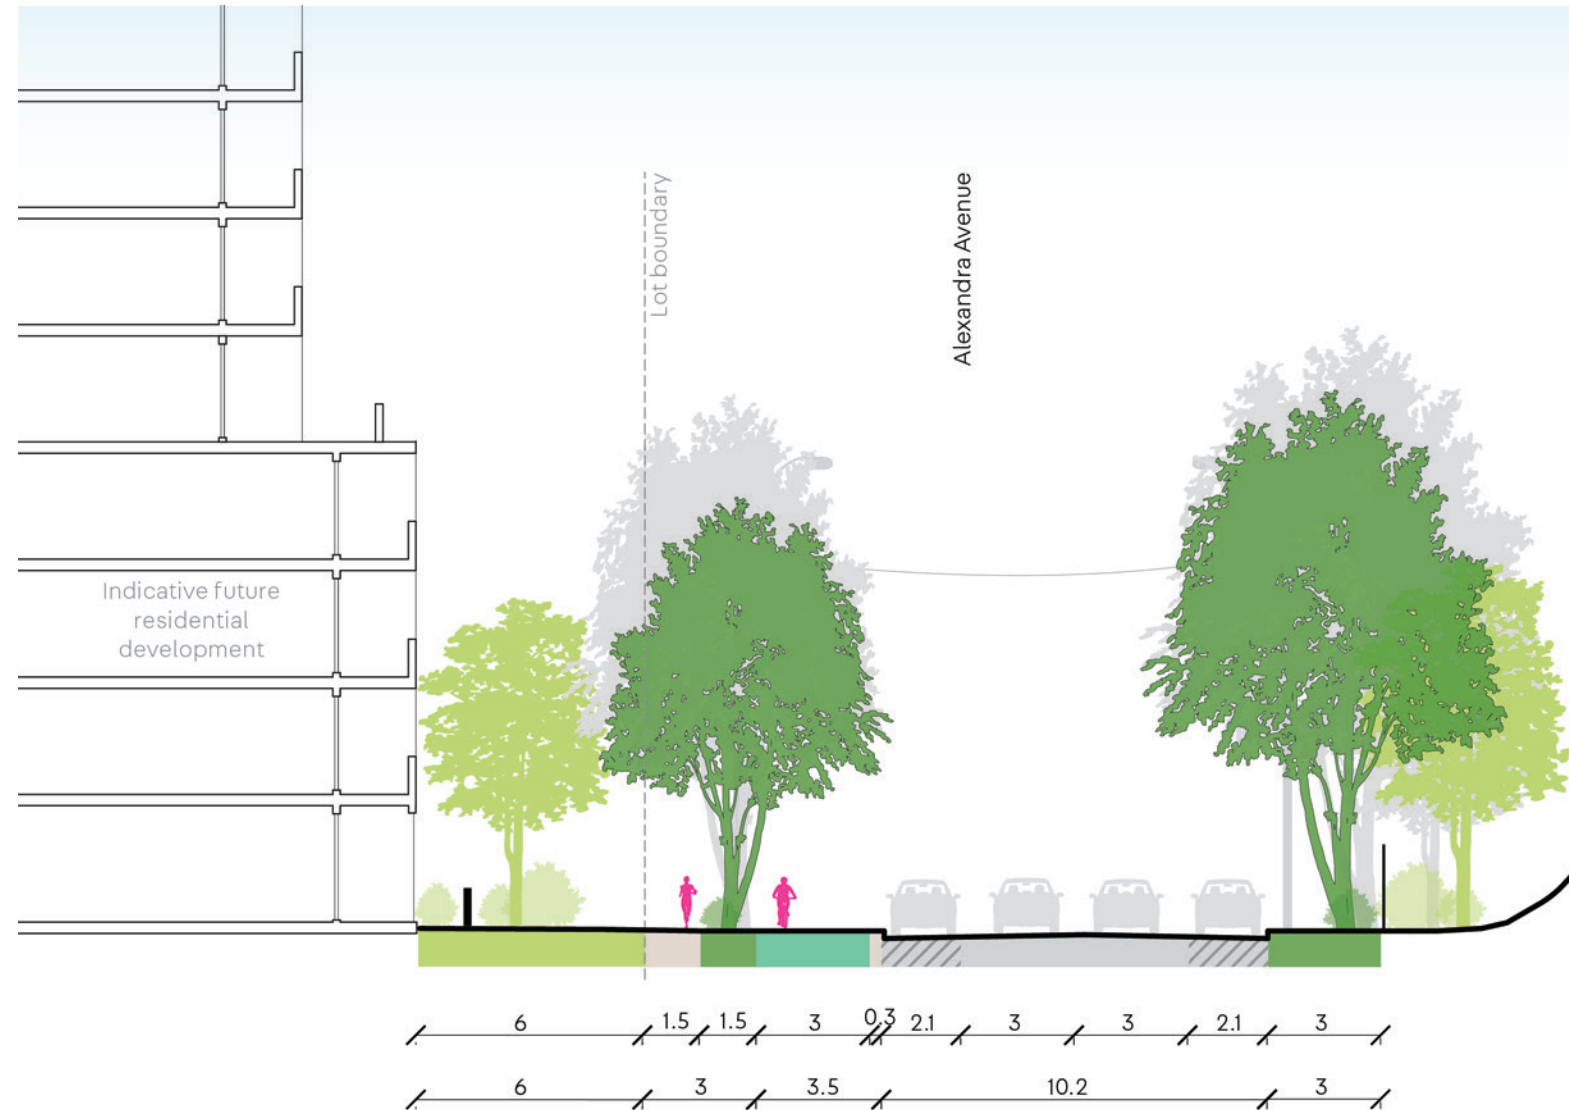 Lot boundary
Alexandra Avenue
Indicative future
residential
development
6 1.5 1.5 3 0.3 2.1 3 3 2.1 3
6 3 3.5 10.2 3